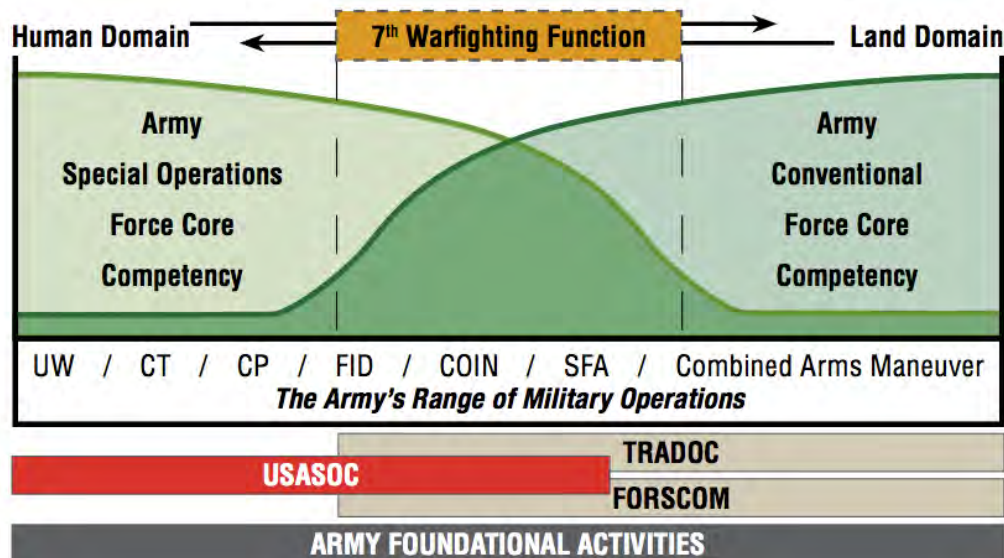 Human Domain
7th Warfighting Function
Land Domain
Army
Special Operations
Force Core
Competency
Army
Conventional
Force Core
Competency
UW / CT / CP / FID / COIN / SFA / Combined Arms Maneuver
The Army's Range of Military Operations
TRADOC
USASOC
FORSCOM
ARMY FOUNDATIONAL ACTIVITIES